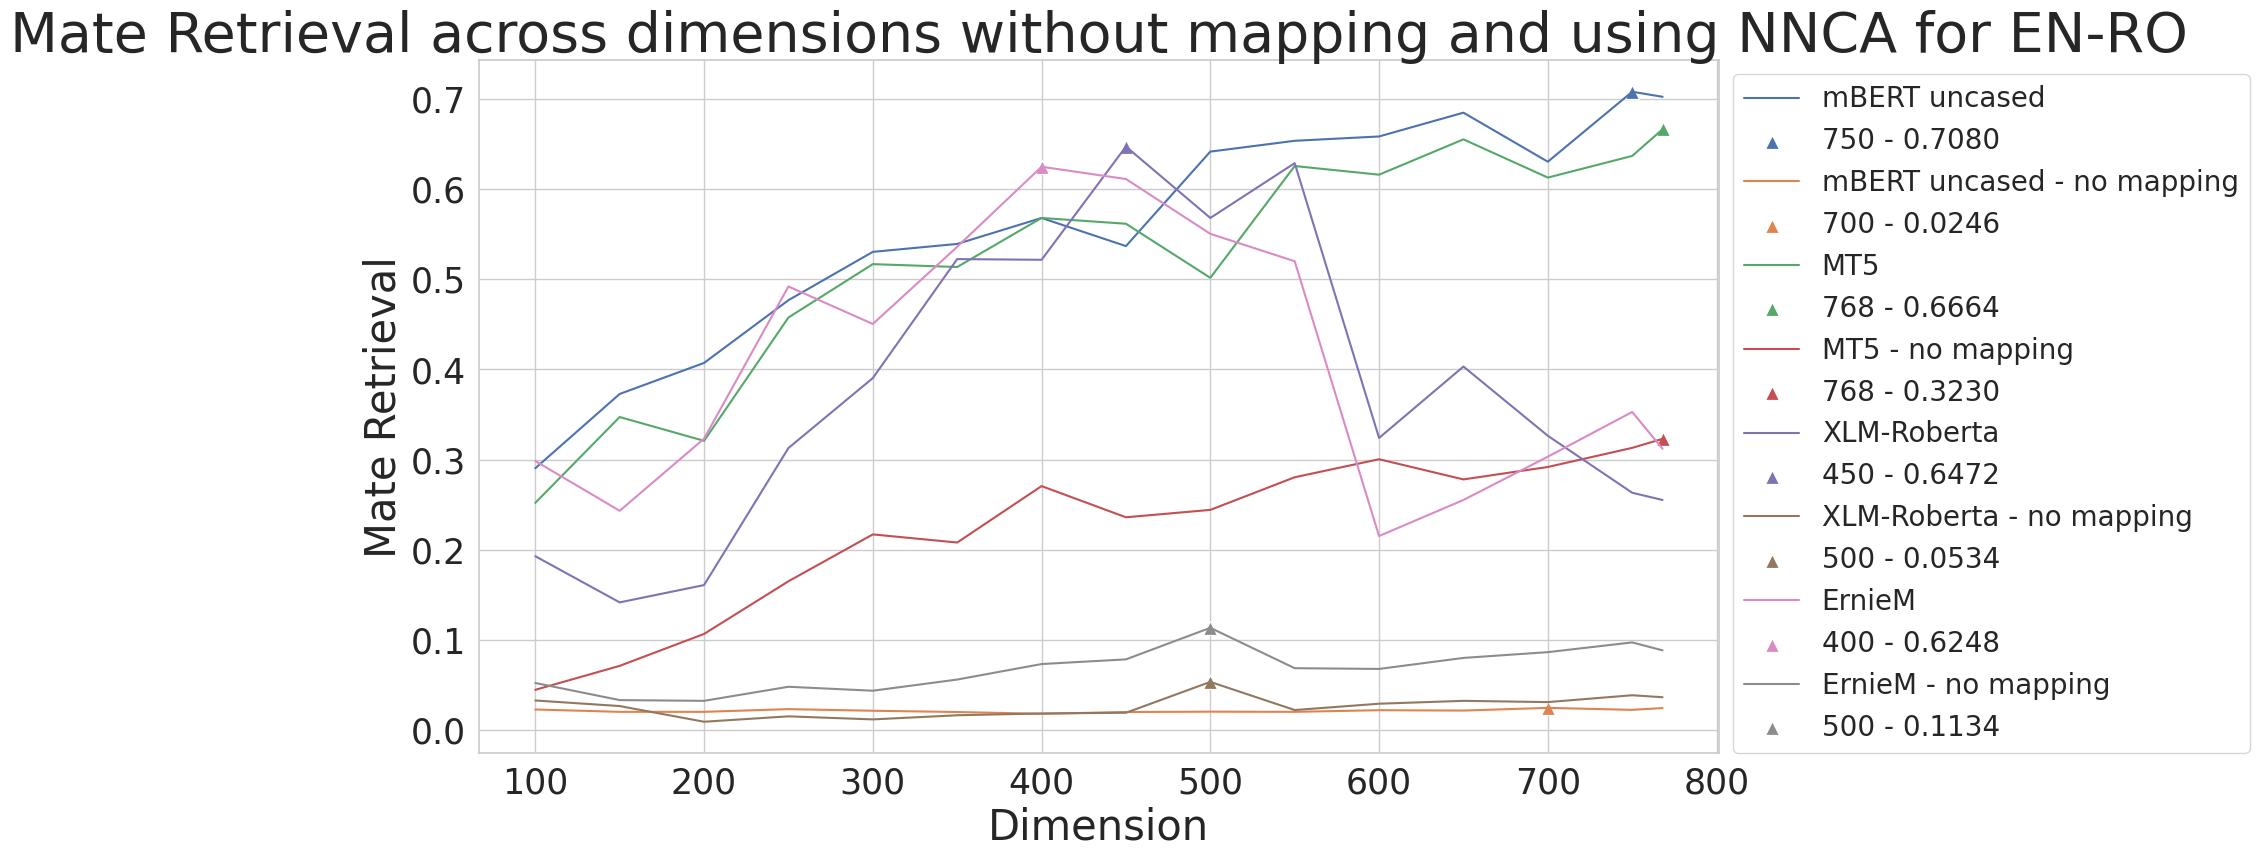 Mate Retrieval across dimensions without mapping and using NNCA for EN-RO
Mate Retrieval
0.7
0.6
0.5
0.4
0.3
0.2
0.1
0.0
100 200 300 400 500 600 700 800
Dimension
mBERT uncased
750 - 0.7080
mBERT uncased - no mapping
700 - 0.0246
MT5
768 - 0.6664
MT5 - no mapping
768 - 0.3230
XLM-Roberta
450 - 0.6472
XLM-Roberta - no mapping
500 - 0.0534
ErnieM
400 - 0.6248
ErnieM - no mapping
500 - 0.1134